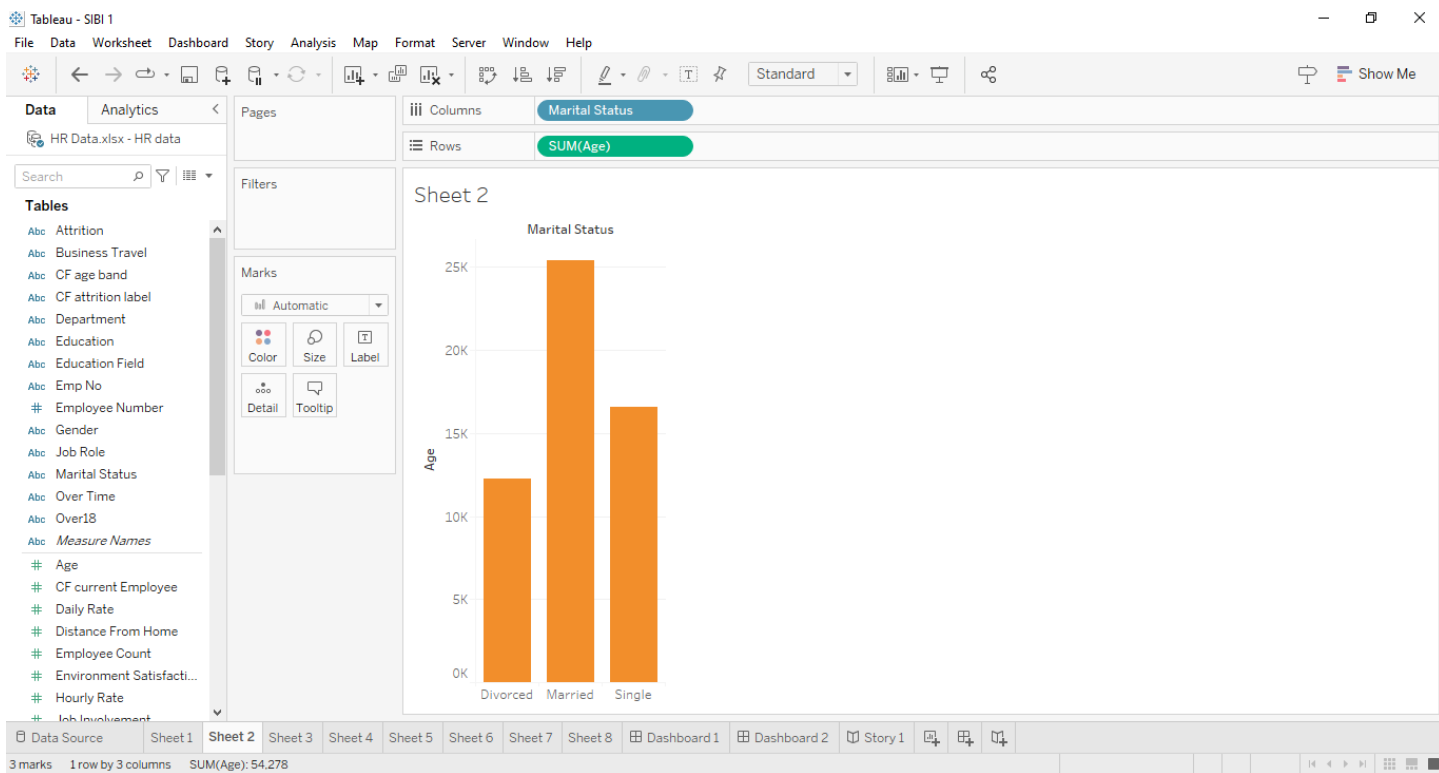 Tableau - SIBI 1
File Data Worksheet Dashboard Story Analysis Map Format Server Window Help
Standard
Show Me
Data Analytics
HR Data.xlsx - HR data
Search
Tables
Abc Attrition
Abc Business Travel
Abc CF age band
Abc CF attrition label
Abc Department
Abc Education
Abc Education Field
Abc Emp No
# Employee Number
Abc Gender
Abc Job Role
Abc Marital Status
Abc Over Time
Abc Over18
Abc Measure Names
# Age
# CF current Employee
# Daily Rate
# Distance From Home
# Employee Count
# Environment Satisfacti...
# Hourly Rate
# Job Involvement
Pages
Filters
Marks
Automatic
Color Size Label
Detail Tooltip
Columns Marital Status
Rows SUM(Age)
Sheet 2
Marital Status
25K
20K
15K
10K
5K
0K
Age
Divorced Married Single
Data Source Sheet 1 Sheet 2 Sheet 3 Sheet 4 Sheet 5 Sheet 6 Sheet 7 Sheet 8 Dashboard 1 Dashboard 2 Story 1
3 marks 1 row by 3 columns SUM(Age): 54,278